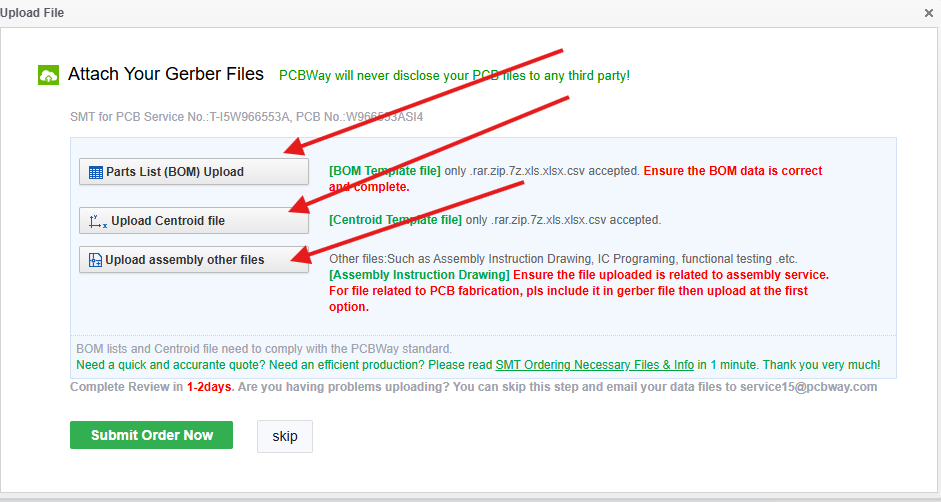 Upload File
Attach Your Gerber Files PCBWay will never disclose your PCB files to any third party!
SMT for PCB Service No.:T-I5W966553A, PCB No.:W966553ASI4
Parts List (BOM) Upload
[BOM Template file] only .rar.zip.7z.xls.xlsx.csv accepted. Ensure the BOM data is correct
and complete.
Upload Centroid file
[Centroid Template file] only .rar.zip.7z.xls.xlsx.csv accepted.
Upload assembly other files
Other files:Such as Assembly Instruction Drawing, IC Programing, functional testing .etc.
[Assembly Instruction Drawing] Ensure the file uploaded is related to assembly service.
For file related to PCB fabrication, pls include it in gerber file then upload at the first
option.
BOM lists and Centroid file need to comply with the PCBWay standard.
Need a quick and accurante quote? Need an efficient production? Please read SMT Ordering Necessary Files & Info in 1 minute. Thank you very much!
Complete Review in 1-2days. Are you having problems uploading? You can skip this step and email your data files to service15@pcbway.com
Submit Order Now
skip